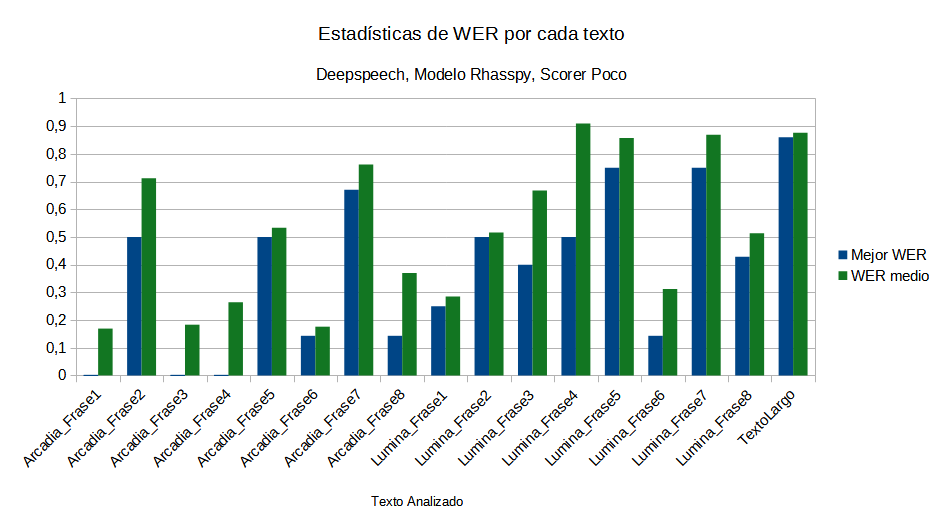 Estadísticas de WER por cada texto
Deepspeech, Modelo Rhasspy, Scorer Poco
1
0,9
0,8
0,7
0,6
0,5
0,4
0,3
0,2
0,1
0
Mejor WER
WER medio
Arcadia_Frase1
Arcadia_Frase2
Arcadia_Frase3
Arcadia_Frase4
Arcadia_Frase5
Arcadia_Frase6
Arcadia_Frase7
Arcadia_Frase8
Lumina_Frase1
Lumina_Frase2
Lumina_Frase3
Lumina_Frase4
Lumina_Frase5
Lumina_Frase6
Lumina_Frase7
Lumina_Frase8
TextoLargo
Texto Analizado